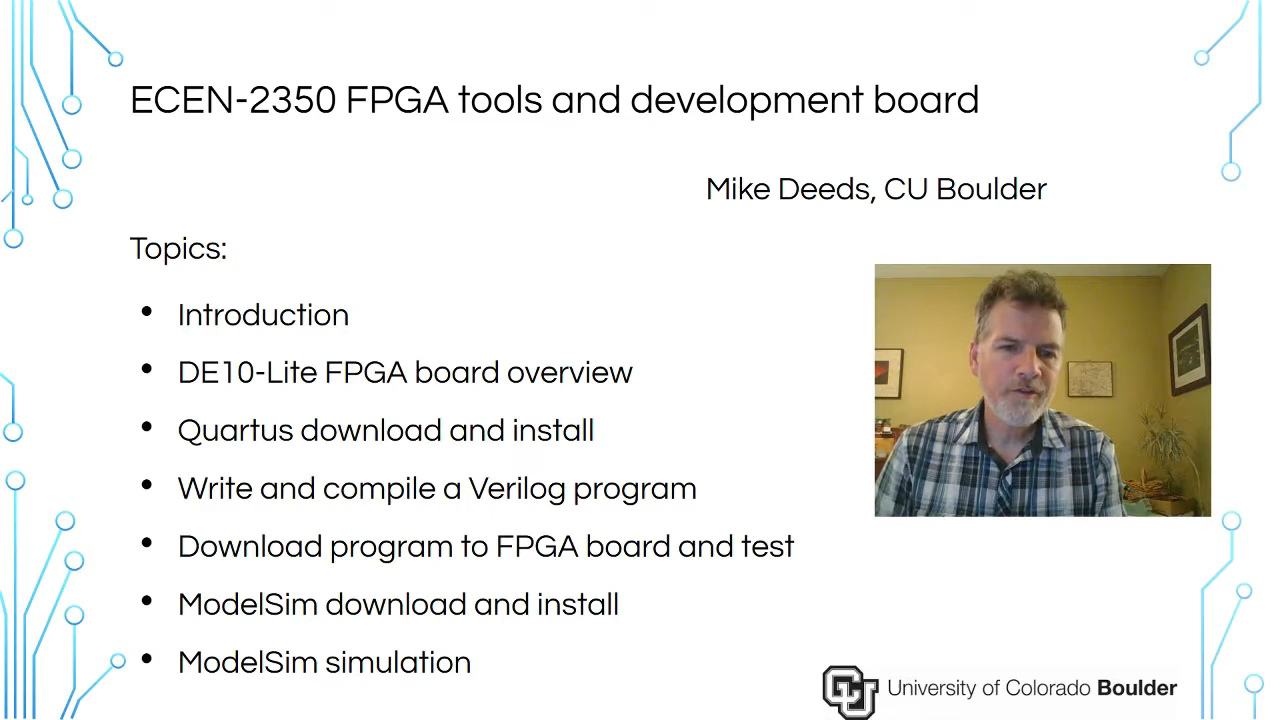 ECEN-2350 FPGA tools and development board
Mike Deeds, CU Boulder
Topics:
• Introduction
• DE10-Lite FPGA board overview
• Quartus download and install
• Write and compile a Verilog program
• Download program to FPGA board and test
• ModelSim download and install
• ModelSim simulation
CU University of Colorado Boulder